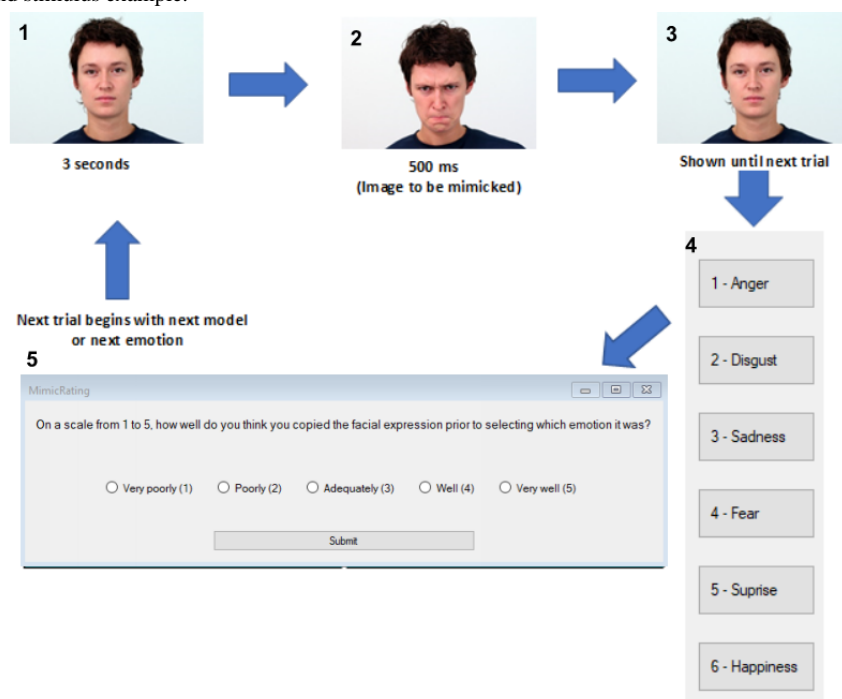 1
2
3
3 seconds
500 ms
(Image to be mimicked)
Shown until next trial
4
1 - Anger
2 - Disgust
3 - Sadness
4 - Fear
5 - Suprise
6 - Happiness
Next trial begins with next model
or next emotion
5
MimicRating
On a scale from 1 to 5, how well do you think you copied the facial expression prior to selecting which emotion it was?
Very poorly (1) Poorly (2) Adequately (3) Well (4) Very well (5)
Submit